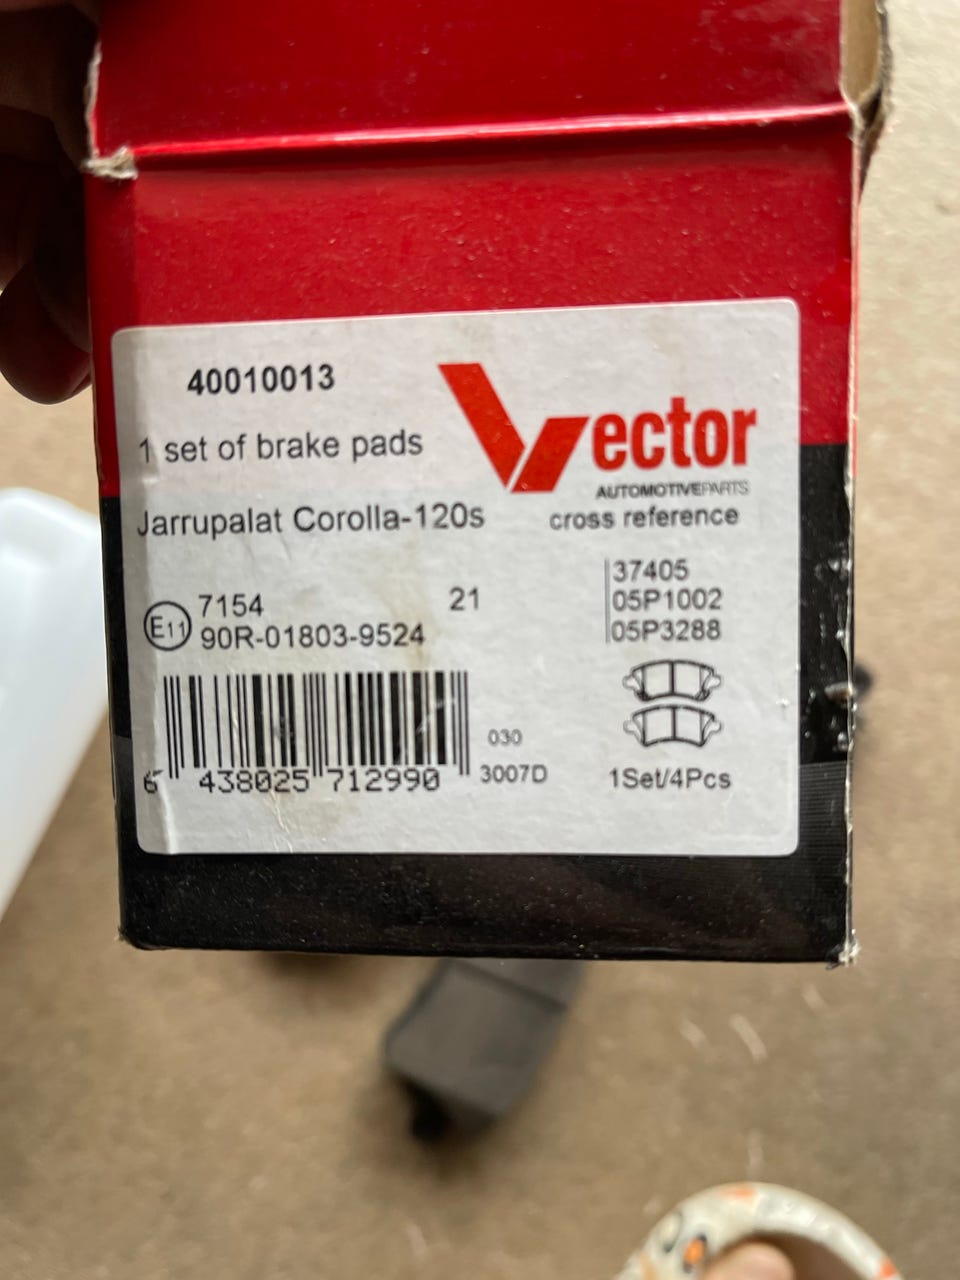 40010013
Vector
AUTOMOTIVEPARTS
1 set of brake pads
Jarrupalat Corolla-120s
cross reference
37405
05P1002
05P3288
E11
7154
21
90R-01803-9524
6 438025 712990
030
3007D
1Set/4Pcs